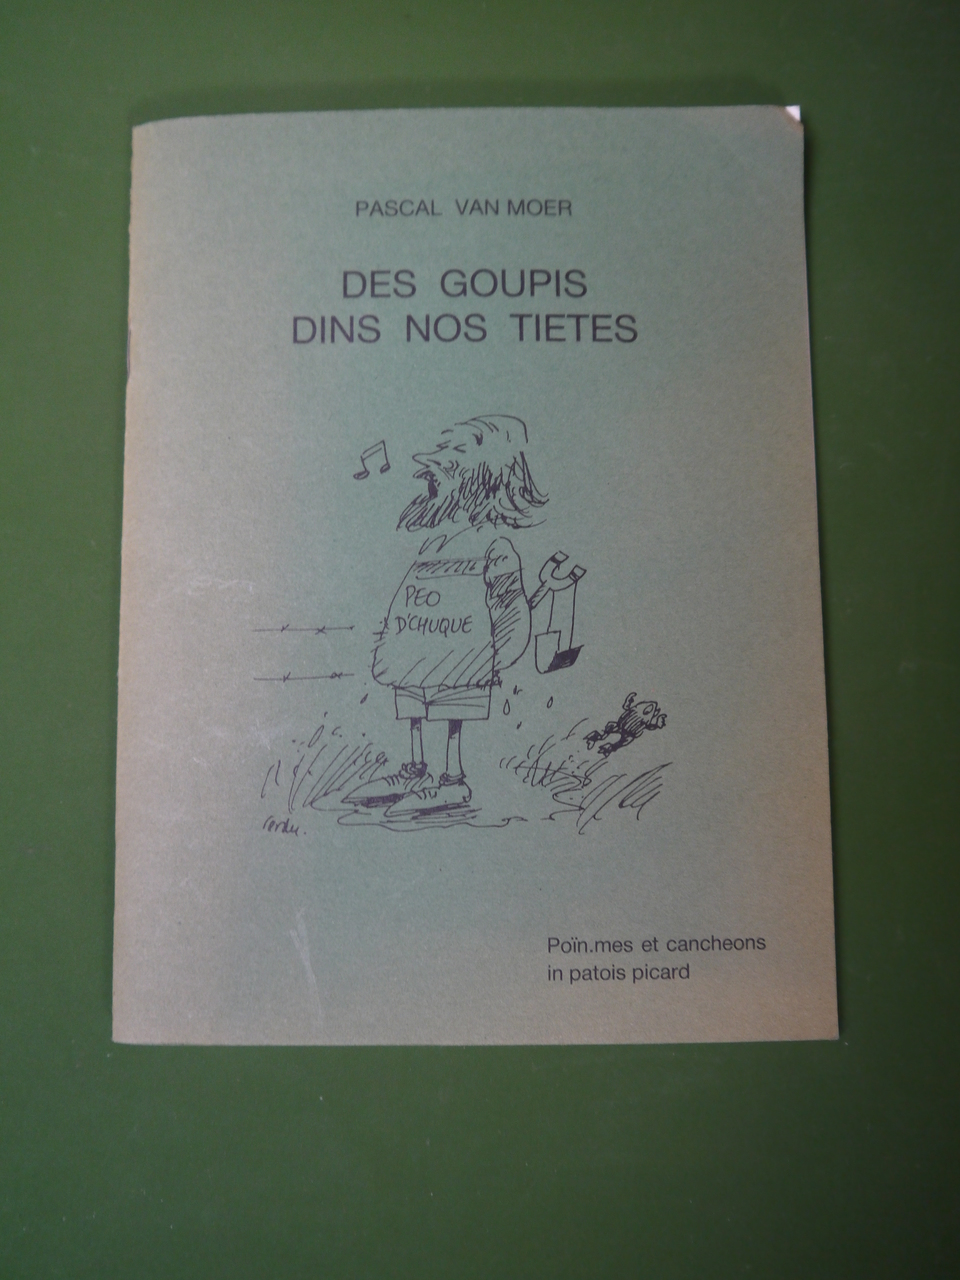 PASCAL VAN MOER
DES GOUPIS
DINS NOS TIETES
PEO
D'CHUQUE
Poïn.mes et cancheons
in patois picard